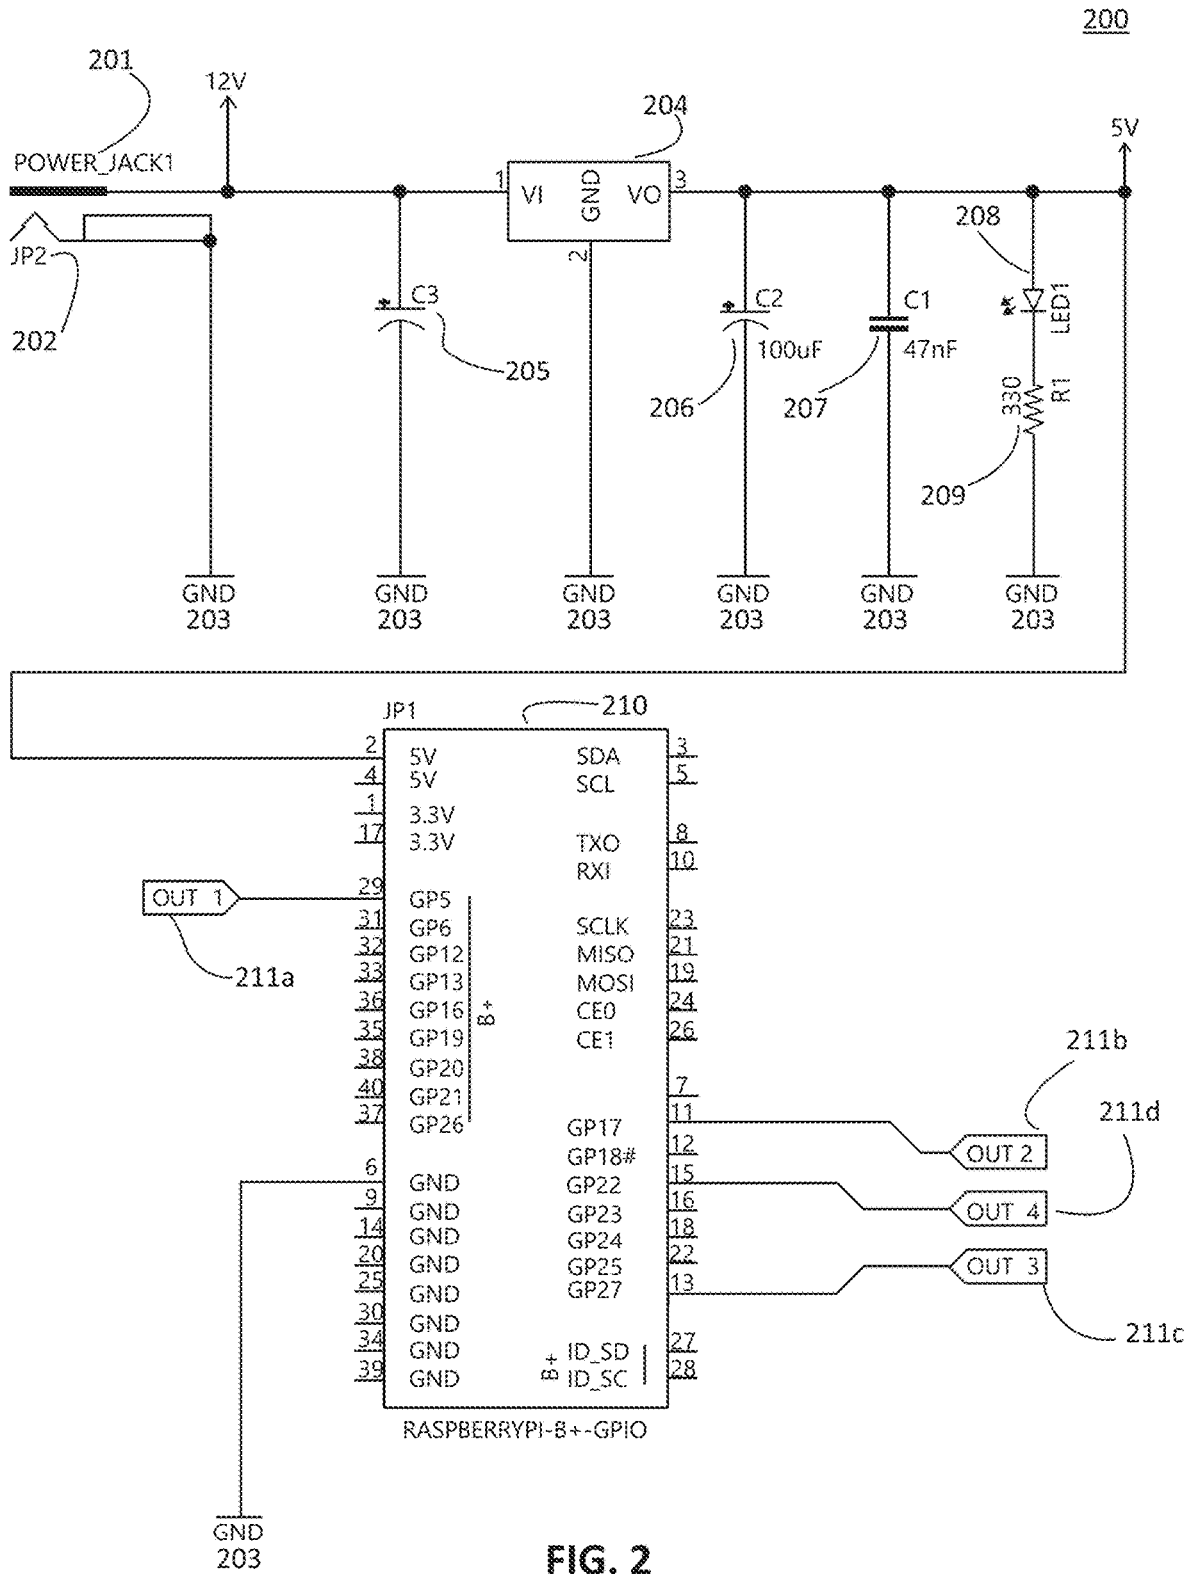 200
201
12V
204
5V
POWER_JACK1
1
VI
GND
VO
3
2
208
JP2
202
C3
205
C2
100uF
206
C1
47nF
207
LED1
330
R1
209
GND
203
GND
203
GND
203
GND
203
GND
203
GND
203
JP1
210
2 5V SDA 3
4 5V SCL 5
1 3.3V
17 3.3V TXO 8
RXI 10
OUT 1 29 GP5
31 GP6 SCLK 23
32 GP12 MISO 21
211a
33 GP13 MOSI 19
36 GP16 CE0 24
B+
35 GP19 CE1 26
38 GP20
211b
40 GP21 7
37 GP26 GP17 11
211d
GP18# 12
OUT 2
6 GND GP22 15
9 GND GP23 16
OUT 4
14 GND GP24 18
20 GND GP25 22
OUT 3
25 GND GP27 13
30 GND
211c
34 GND ID_SD 27
B+
39 GND ID_SC 28
RASPBERRYPI-B+-GPIO
GND
203
FIG. 2